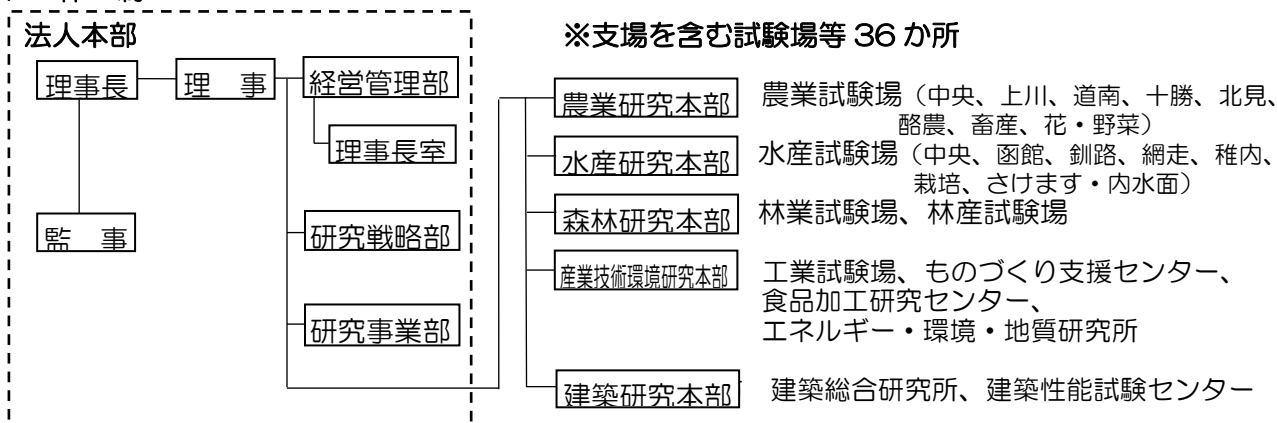 法人本部
※支場を含む試験場等 36 か所
理事長
理　事
経営管理部
理事長室
監　事
研究戦略部
研究事業部
農業研究本部
農業試験場（中央、上川、道南、十勝、北見、
酪農、畜産、花・野菜）
水産研究本部
水産試験場（中央、函館、釧路、網走、稚内、
栽培、さけます・内水面）
森林研究本部
林業試験場、林産試験場
産業技術環境研究本部
工業試験場、ものづくり支援センター、
食品加工研究センター、
エネルギー・環境・地質研究所
建築研究本部
建築総合研究所、建築性能試験センター